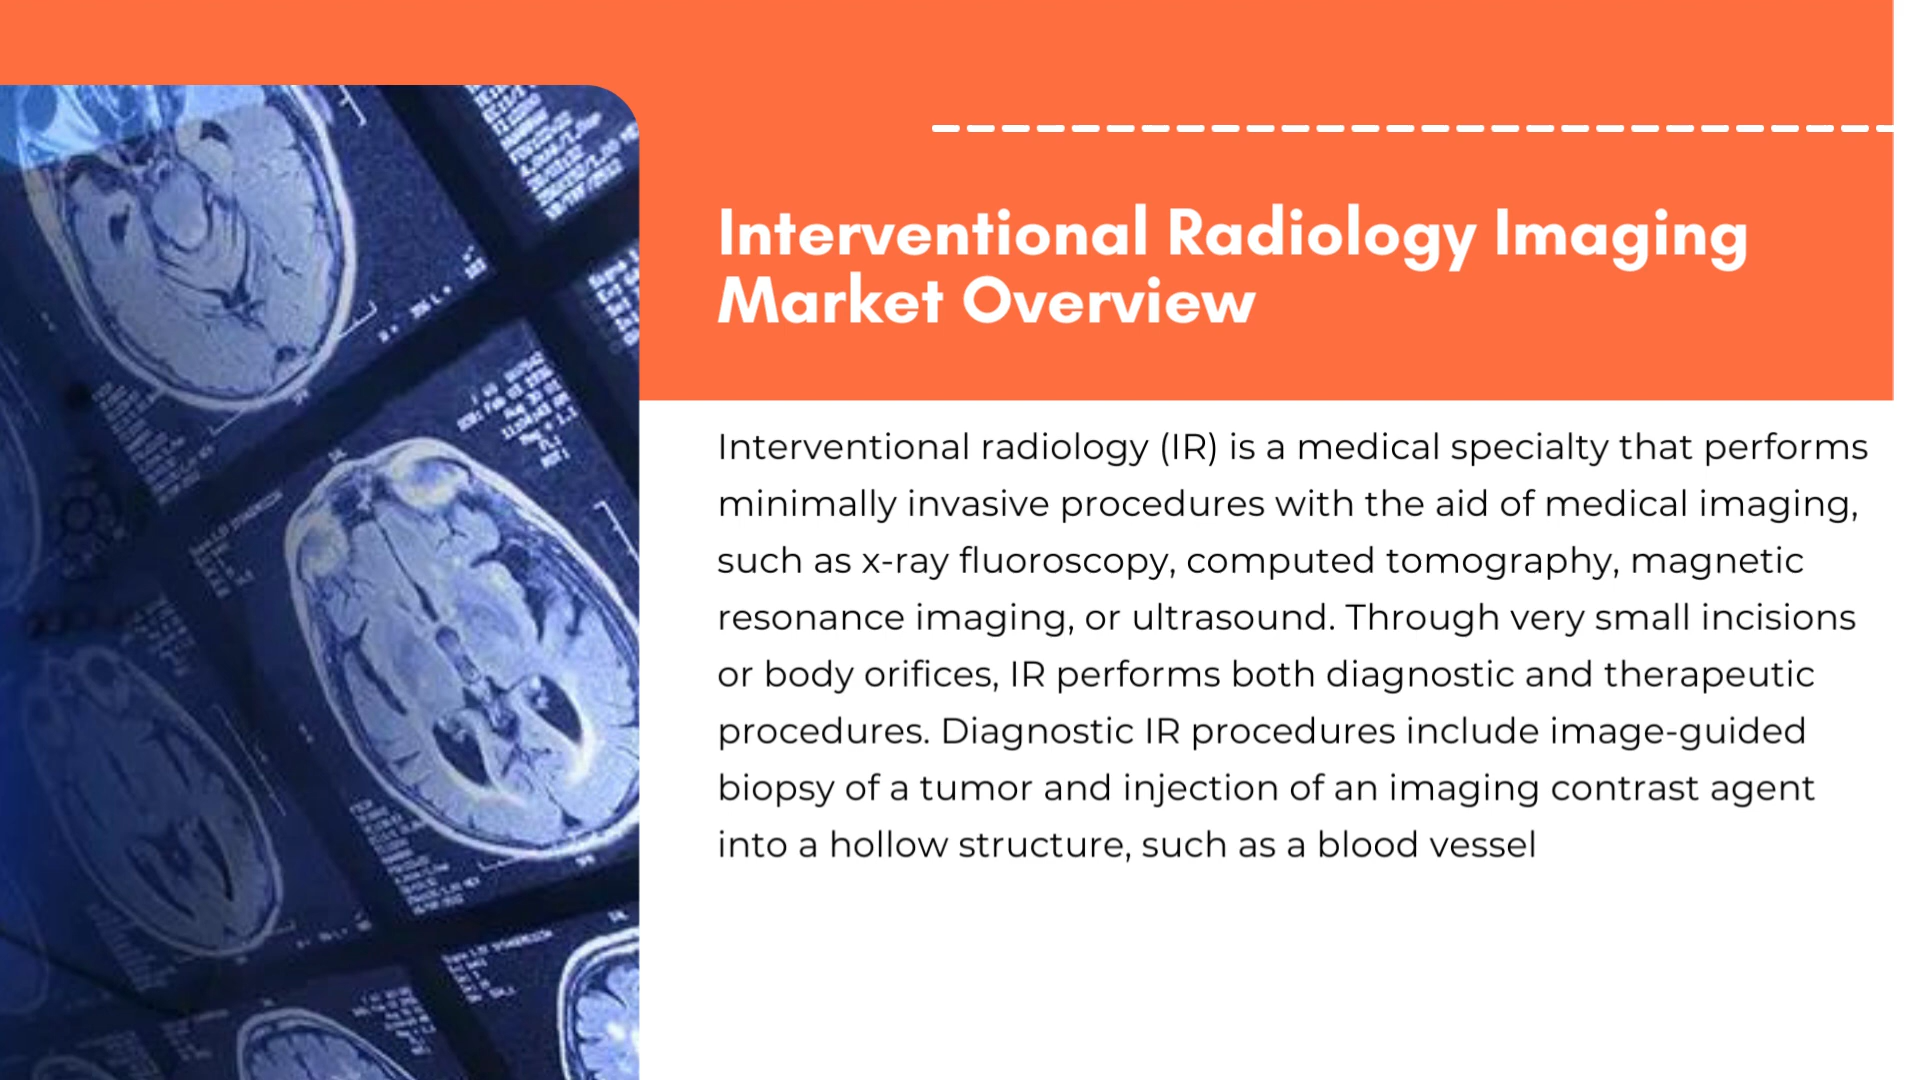 Interventional Radiology Imaging
Market Overview
Interventional radiology (IR) is a medical specialty that performs
minimally invasive procedures with the aid of medical imaging,
such as x-ray fluoroscopy, computed tomography, magnetic
resonance imaging, or ultrasound. Through very small incisions
or body orifices, IR performs both diagnostic and therapeutic
procedures. Diagnostic IR procedures include image-guided
biopsy of a tumor and injection of an imaging contrast agent
into a hollow structure, such as a blood vessel